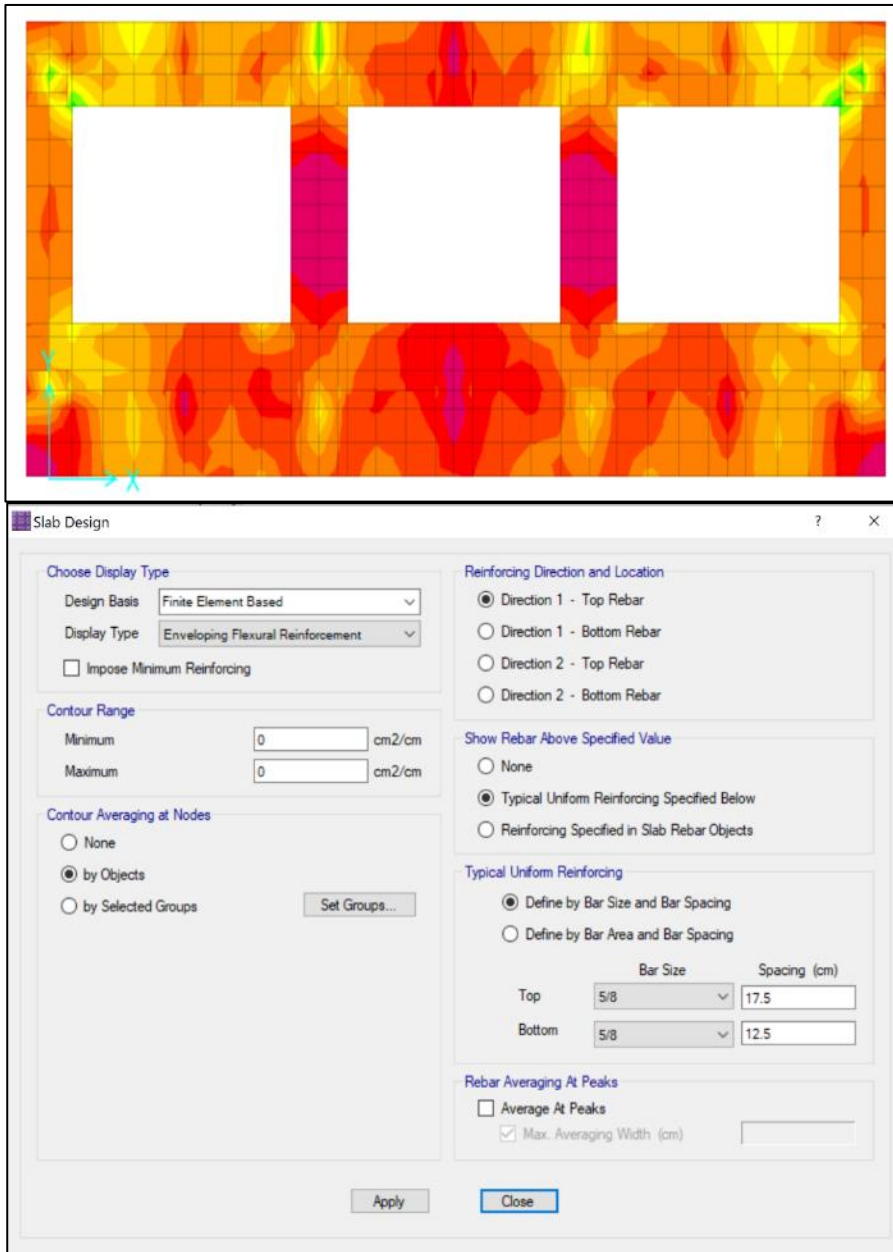 Y
X
Slab Design
? ×
Choose Display Type
Design Basis Finite Element Based
Display Type Enveloping Flexural Reinforcement
Impose Minimum Reinforcing
Contour Range
Minimum 0 cm2/cm
Maximum 0 cm2/cm
Contour Averaging at Nodes
None
by Objects
by Selected Groups Set Groups...
Reinforcing Direction and Location
Direction 1 - Top Rebar
Direction 1 - Bottom Rebar
Direction 2 - Top Rebar
Direction 2 - Bottom Rebar
Show Rebar Above Specified Value
None
Typical Uniform Reinforcing Specified Below
Reinforcing Specified in Slab Rebar Objects
Typical Uniform Reinforcing
Define by Bar Size and Bar Spacing
Define by Bar Area and Bar Spacing
Bar Size Spacing (cm)
Top 5/8 17.5
Bottom 5/8 12.5
Rebar Averaging At Peaks
Average At Peaks
Max. Averaging Width (cm)
Apply Close